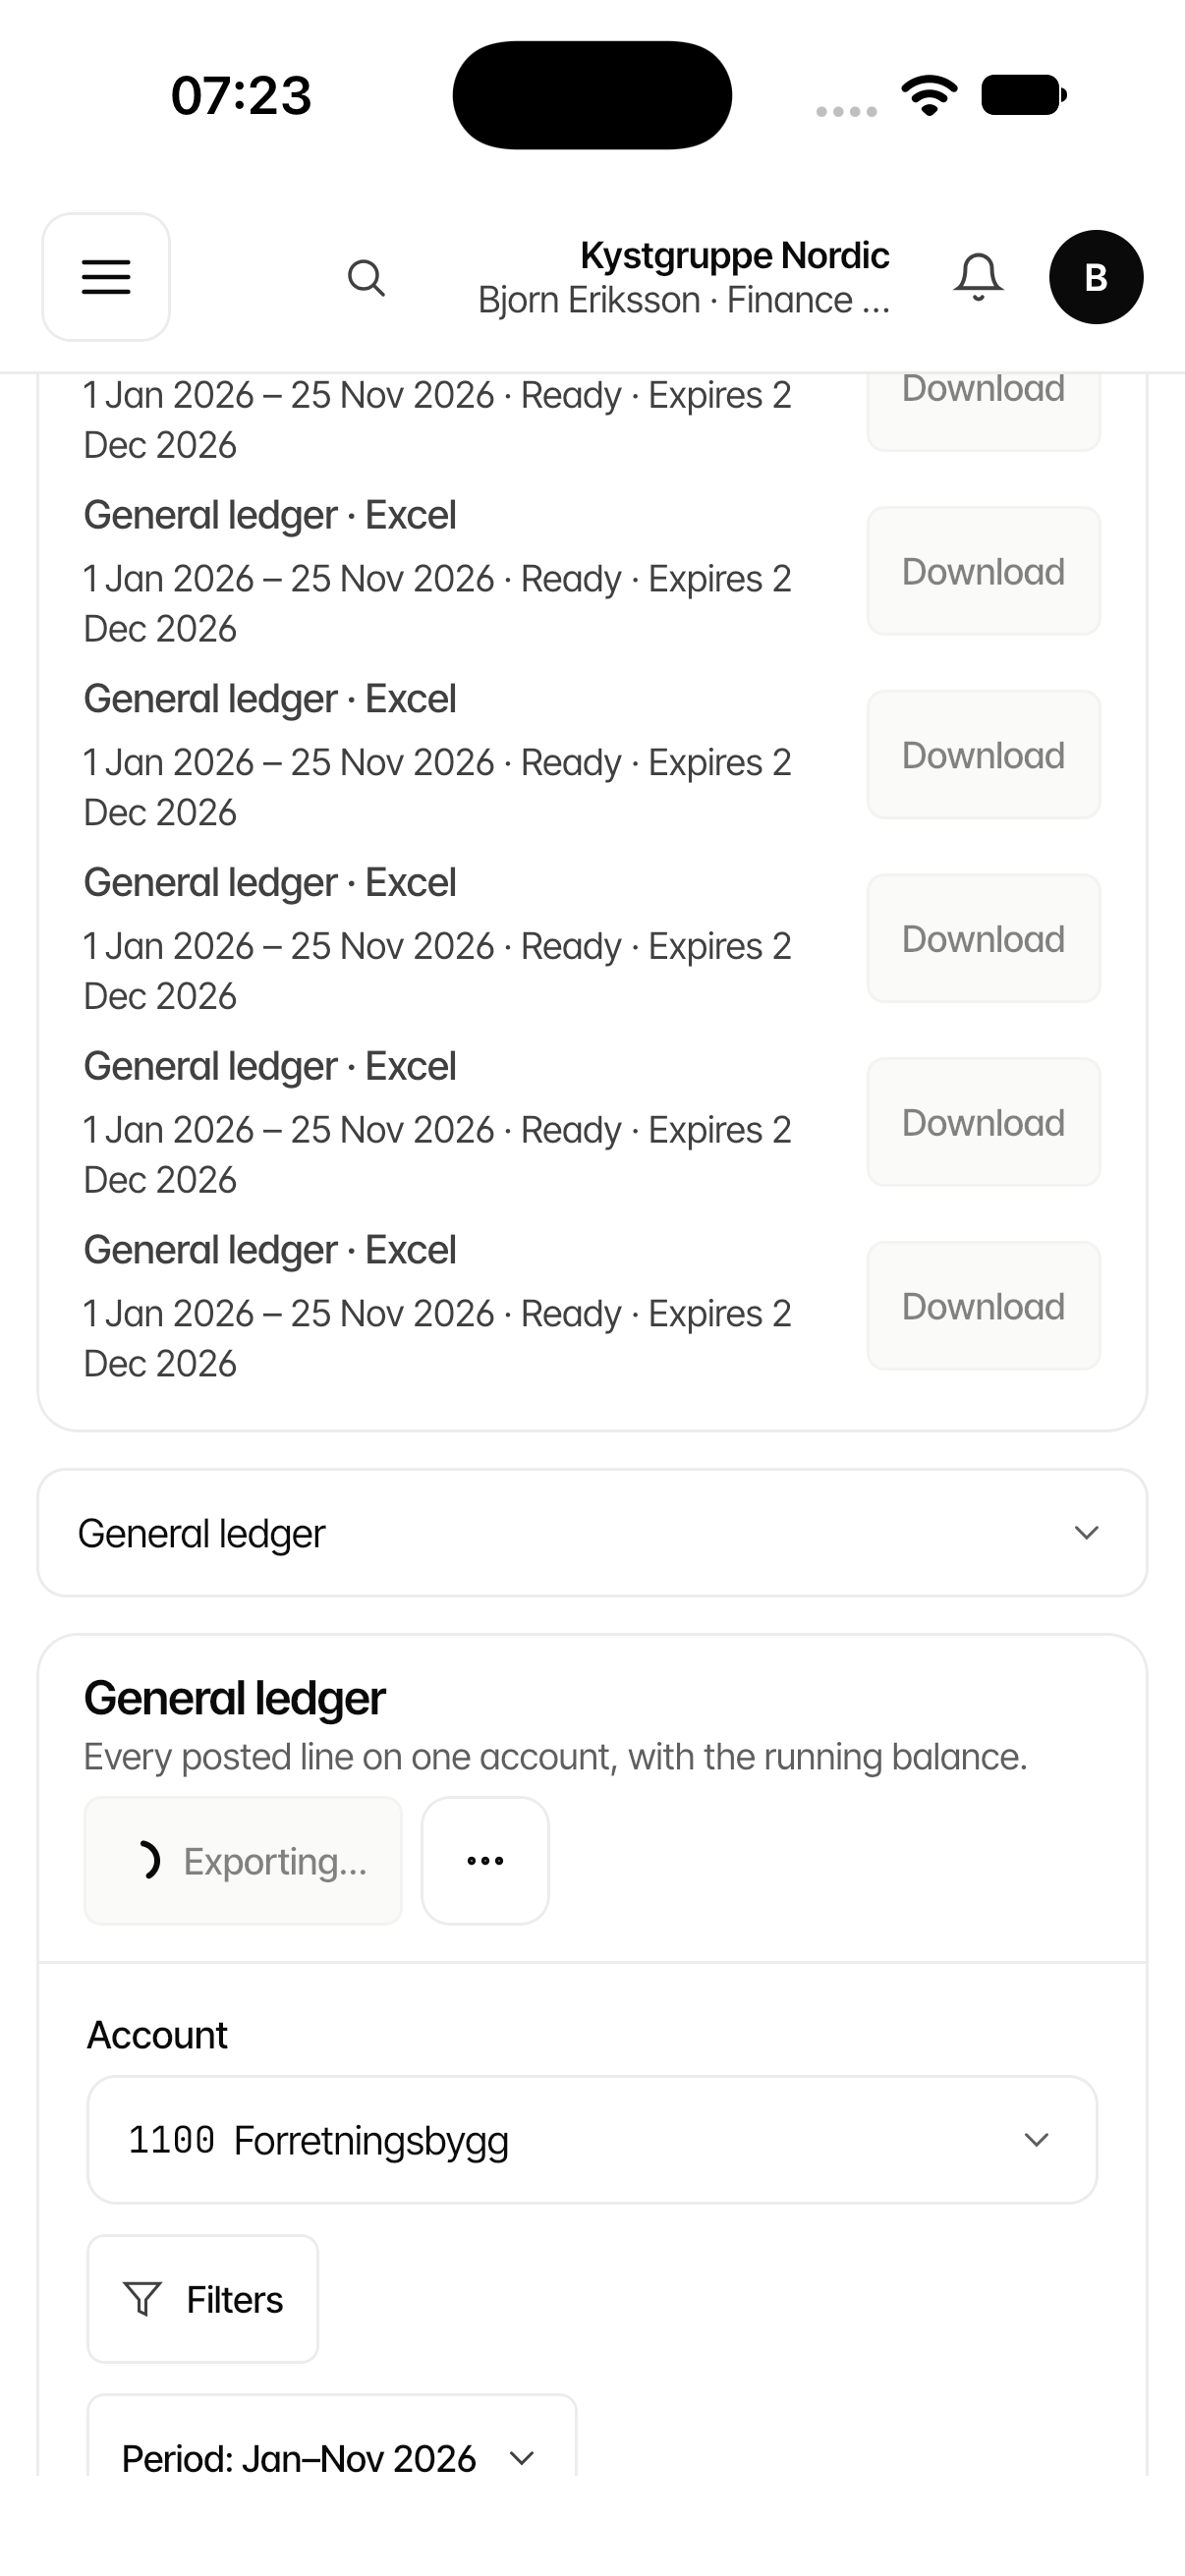 07:23
Kystgruppe Nordic
Bjorn Eriksson · Finance ...
B
1 Jan 2026 – 25 Nov 2026 · Ready · Expires 2
Dec 2026
Download
General ledger · Excel
1 Jan 2026 – 25 Nov 2026 · Ready · Expires 2
Dec 2026
Download
General ledger · Excel
1 Jan 2026 – 25 Nov 2026 · Ready · Expires 2
Dec 2026
Download
General ledger · Excel
1 Jan 2026 – 25 Nov 2026 · Ready · Expires 2
Dec 2026
Download
General ledger · Excel
1 Jan 2026 – 25 Nov 2026 · Ready · Expires 2
Dec 2026
Download
General ledger · Excel
1 Jan 2026 – 25 Nov 2026 · Ready · Expires 2
Dec 2026
Download
General ledger
General ledger
Every posted line on one account, with the running balance.
Exporting...
Account
1100 Forretningsbygg
Filters
Period: Jan–Nov 2026